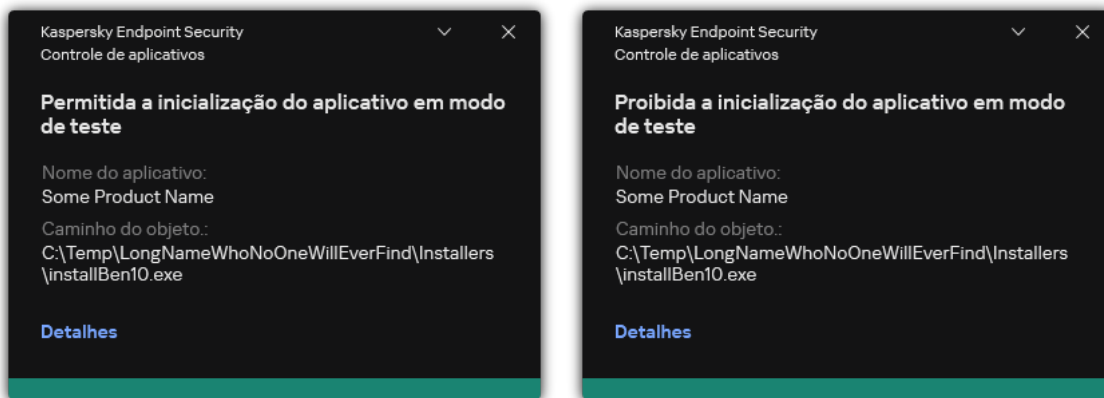 Kaspersky Endpoint Security
Controle de aplicativos
Permitida a inicialização do aplicativo em modo
de teste
Nome do aplicativo:
Some Product Name
Caminho do objeto.:
C:\Temp\LongNameWhoNoOneWillEverFind\Installers
\installBen10.exe
Detalhes
Kaspersky Endpoint Security
Controle de aplicativos
Proibida a inicialização do aplicativo em modo
de teste
Nome do aplicativo:
Some Product Name
Caminho do objeto.:
C:\Temp\LongNameWhoNoOneWillEverFind\Installers
\installBen10.exe
Detalhes